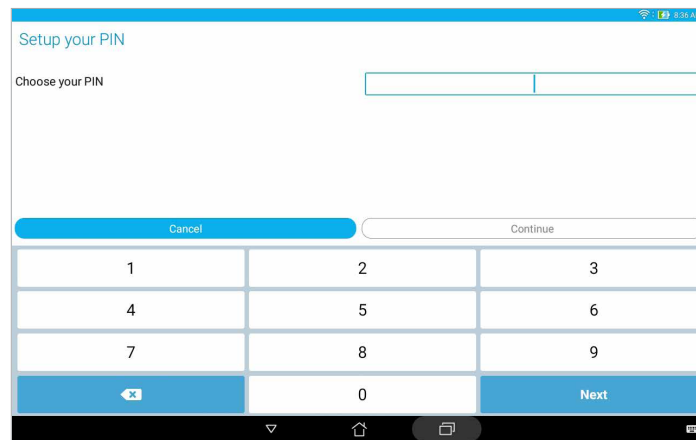 8:36 A
Setup your PIN
Choose your PIN
Cancel Continue
1 2 3
4 5 6
7 8 9
0 Next